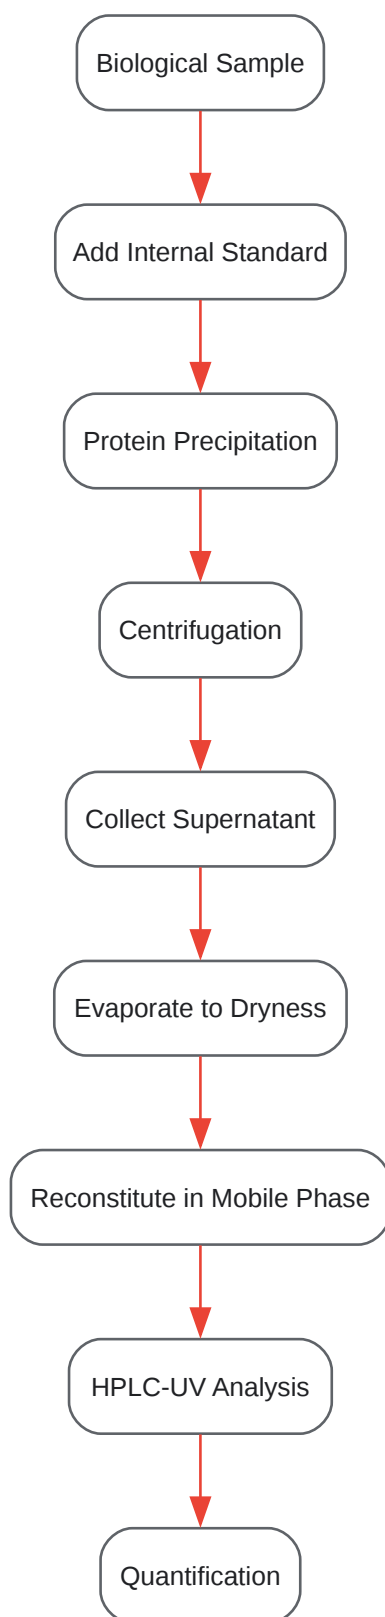 Biological Sample
Add Internal Standard
Protein Precipitation
Centrifugation
Collect Supernatant
Evaporate to Dryness
Reconstitute in Mobile Phase
HPLC-UV Analysis
Quantification